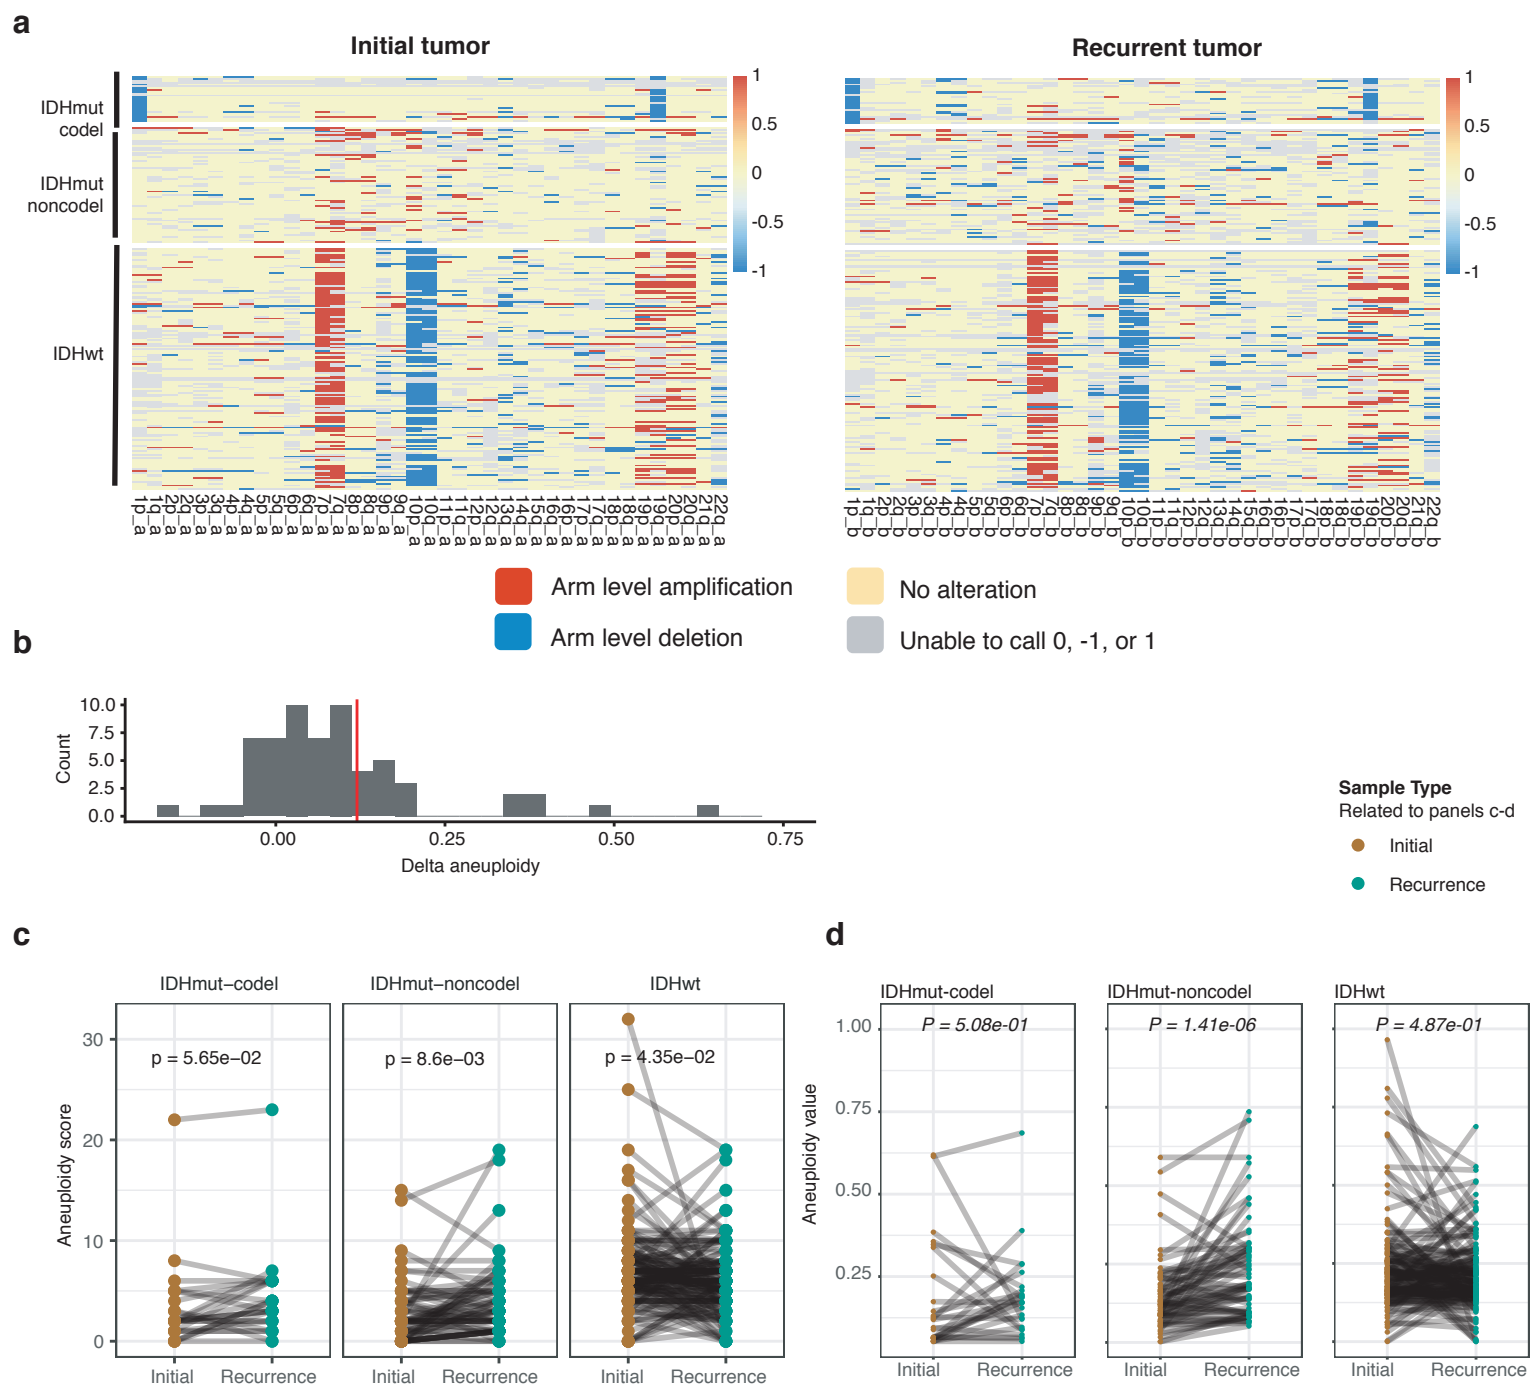 a
Initial tumor
Recurrent tumor
IDHmut
codel
IDHmut
noncodel
IDHwt
1
0.5
0
-0.5
-1
1
0.5
0
-0.5
-1
1p_a
1q_a
2p_a
2q_a
3p_a
3q_a
4p_a
4q_a
5p_a
5q_a
6p_a
6q_a
7p_a
7q_a
8p_a
8q_a
9p_a
9q_a
10p_a
10q_a
11p_a
11q_a
12p_a
12q_a
13q_a
14q_a
15q_a
16q_a
16p_a
17p_a
17q_a
18p_a
18q_a
19p_a
19q_a
20p_a
20q_a
21q_a
22q_a
1p_b
1q_b
2p_b
2q_b
3p_b
3q_b
4p_b
4q_b
5p_b
5q_b
6p_b
6q_b
7p_b
7q_b
8p_b
8q_b
9p_b
9q_b
10p_b
10q_b
11p_b
11q_b
12p_b
12q_b
13q_b
14q_b
15q_b
16q_b
16p_b
17p_b
17q_b
18p_b
18q_b
19p_b
19q_b
20p_b
20q_b
21q_b
22q_b
Arm level amplification
No alteration
Arm level deletion
Unable to call 0, -1, or 1
b
10.0
7.5
5.0
2.5
0.0
Count
0.00
0.25
0.50
0.75
Delta aneuploidy
Sample Type
Related to panels c-d
Initial
Recurrence
c
IDHmut–codel
IDHmut–noncodel
IDHwt
p = 5.65e–02
p = 8.6e–03
p = 4.35e–02
30
20
10
0
Aneuploidy score
Initial
Recurrence
Initial
Recurrence
Initial
Recurrence
d
IDHmut-codel
IDHmut-noncodel
IDHwt
P = 5.08e-01
P = 1.41e-06
P = 4.87e-01
1.00
0.75
0.50
0.25
Aneuploidy value
Initial
Recurrence
Initial
Recurrence
Initial
Recurrence